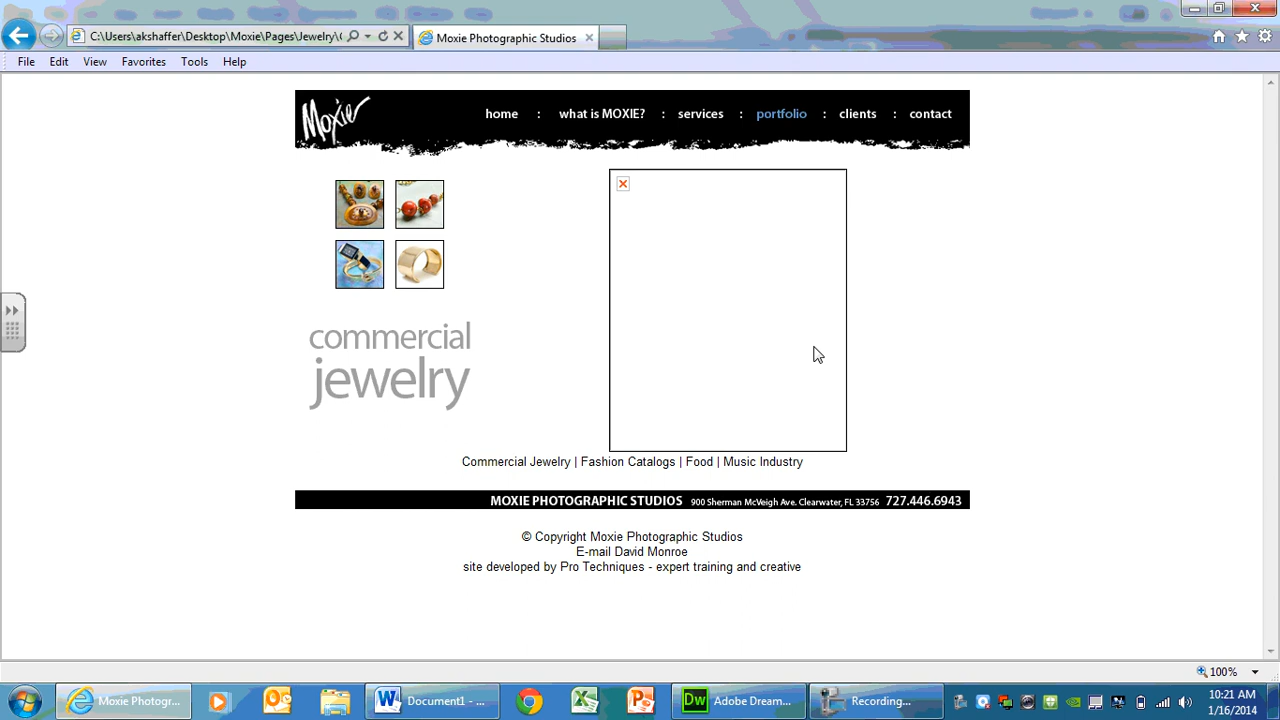 C:\Users\akshaffer\Desktop\Moxie\Pages\Jewelry\
Moxie Photographic Studios
File Edit View Favorites Tools Help
Moxie
home : what is MOXIE? : services : portfolio : clients : contact
commercial
jewelry
Commercial Jewelry | Fashion Catalogs | Food | Music Industry
MOXIE PHOTOGRAPHIC STUDIOS 900 Sherman McVeigh Ave. Clearwater, FL 33756 727.446.6943
© Copyright Moxie Photographic Studios
E-mail David Monroe
site developed by Pro Techniques - expert training and creative
100%
Moxie Photogr... Document1 - ... Adobe Dream... Recording...
10:21 AM
1/16/2014